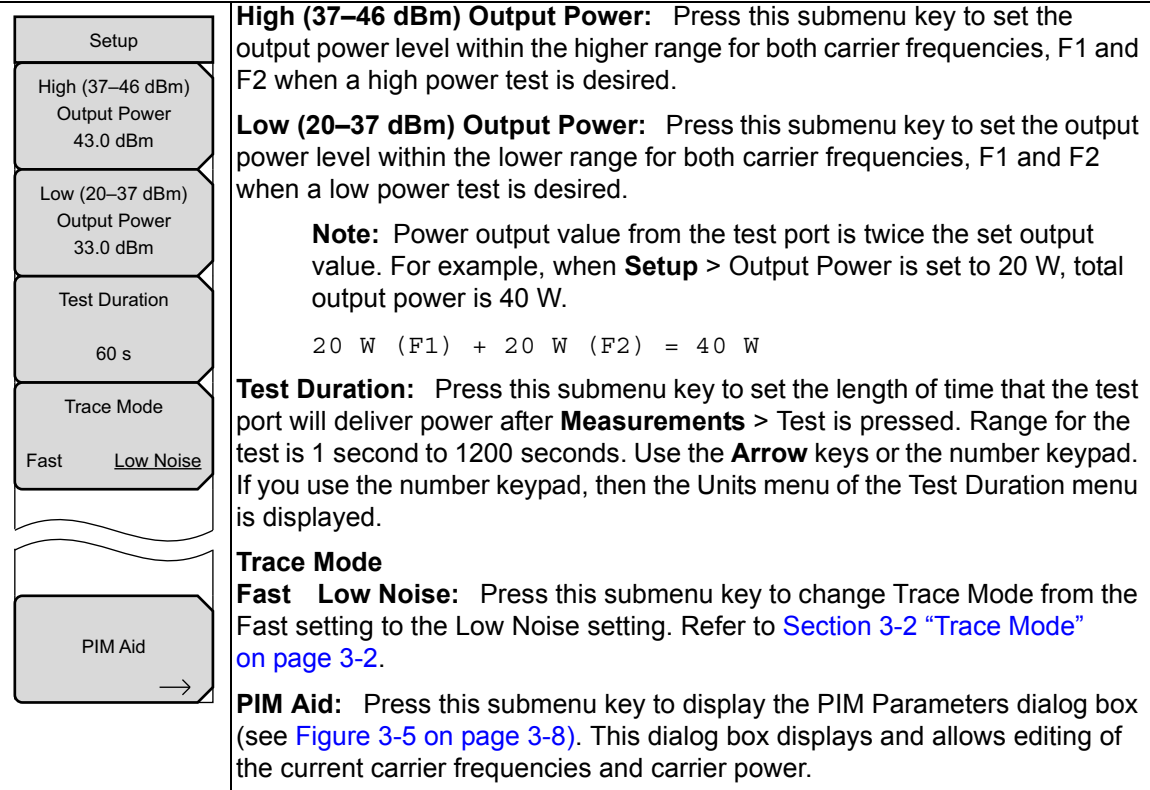 Setup
High (37–46 dBm)
Output Power
43.0 dBm
Low (20–37 dBm)
Output Power
33.0 dBm
Test Duration
60 s
Trace Mode
Fast Low Noise
PIM Aid
High (37–46 dBm) Output Power: Press this submenu key to set the
output power level within the higher range for both carrier frequencies, F1 and
F2 when a high power test is desired.
Low (20–37 dBm) Output Power: Press this submenu key to set the output
power level within the lower range for both carrier frequencies, F1 and F2
when a low power test is desired.
Note: Power output value from the test port is twice the set output
value. For example, when Setup > Output Power is set to 20 W, total
output power is 40 W.
20 W (F1) + 20 W (F2) = 40 W
Test Duration: Press this submenu key to set the length of time that the test
port will deliver power after Measurements > Test is pressed. Range for the
test is 1 second to 1200 seconds. Use the Arrow keys or the number keypad.
If you use the number keypad, then the Units menu of the Test Duration menu
is displayed.
Trace Mode
Fast Low Noise: Press this submenu key to change Trace Mode from the
Fast setting to the Low Noise setting. Refer to Section 3-2 “Trace Mode”
on page 3-2.
PIM Aid: Press this submenu key to display the PIM Parameters dialog box
(see Figure 3-5 on page 3-8). This dialog box displays and allows editing of
the current carrier frequencies and carrier power.